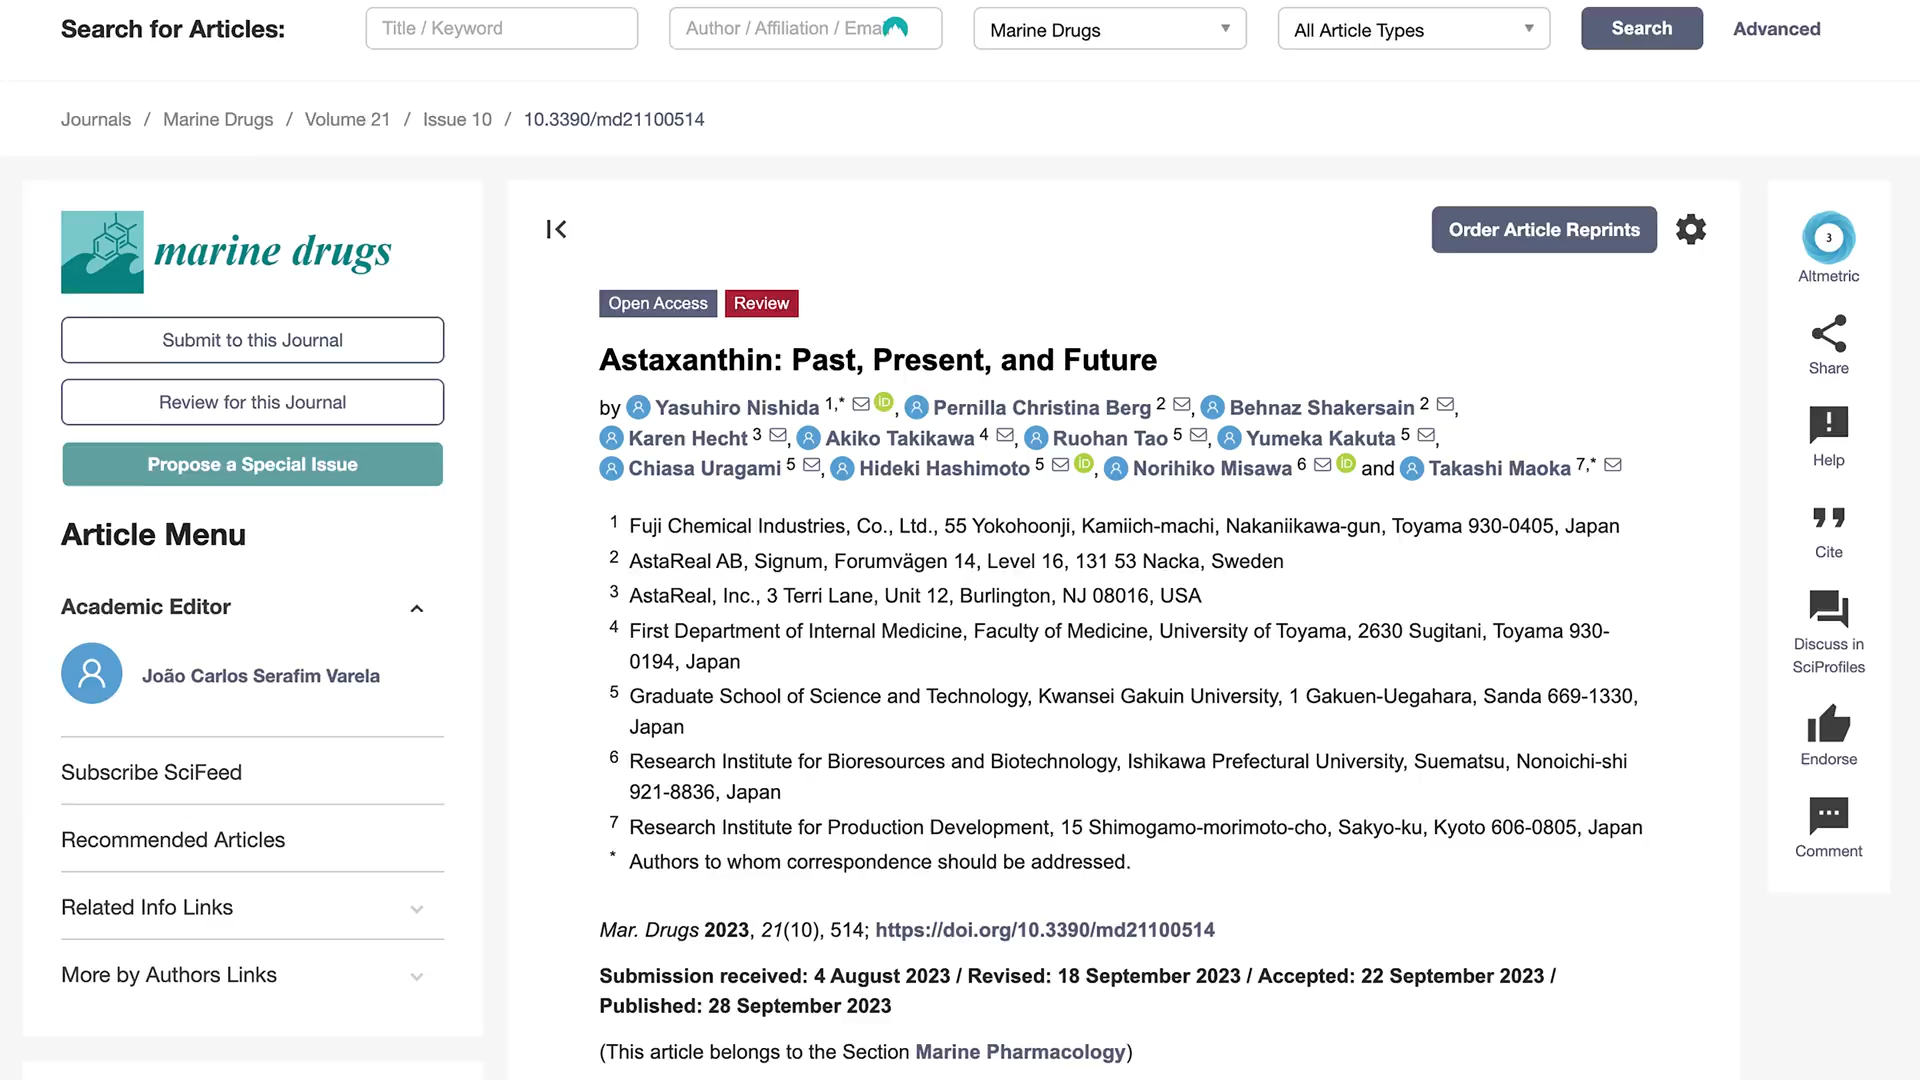 Search for Articles:
Title / Keyword
Author / Affiliation / Ema
Marine Drugs
All Article Types
Search
Advanced
Journals / Marine Drugs / Volume 21 / Issue 10 / 10.3390/md21100514
marine drugs
Submit to this Journal
Review for this Journal
Propose a Special Issue
Article Menu
Academic Editor
João Carlos Serafim Varela
Subscribe SciFeed
Recommended Articles
Related Info Links
More by Authors Links
Order Article Reprints
Open Access Review
Astaxanthin: Past, Present, and Future
by Yasuhiro Nishida 1,* iD, Pernilla Christina Berg 2, Behnaz Shakersain 2,
Karen Hecht 3, Akiko Takikawa 4, Ruohan Tao 5, Yumeka Kakuta 5,
Chiasa Uragami 5, Hideki Hashimoto 5 iD, Norihiko Misawa 6 iD and Takashi Maoka 7,*
1 Fuji Chemical Industries, Co., Ltd., 55 Yokohoonji, Kamiich-machi, Nakaniikawa-gun, Toyama 930-0405, Japan
2 AstaReal AB, Signum, Forumvägen 14, Level 16, 131 53 Nacka, Sweden
3 AstaReal, Inc., 3 Terri Lane, Unit 12, Burlington, NJ 08016, USA
4 First Department of Internal Medicine, Faculty of Medicine, University of Toyama, 2630 Sugitani, Toyama 930-
0194, Japan
5 Graduate School of Science and Technology, Kwansei Gakuin University, 1 Gakuen-Uegahara, Sanda 669-1330,
Japan
6 Research Institute for Bioresources and Biotechnology, Ishikawa Prefectural University, Suematsu, Nonoichi-shi
921-8836, Japan
7 Research Institute for Production Development, 15 Shimogamo-morimoto-cho, Sakyo-ku, Kyoto 606-0805, Japan
* Authors to whom correspondence should be addressed.
Mar. Drugs 2023, 21(10), 514; https://doi.org/10.3390/md21100514
Submission received: 4 August 2023 / Revised: 18 September 2023 / Accepted: 22 September 2023 /
Published: 28 September 2023
(This article belongs to the Section Marine Pharmacology)
3
Altmetric
Share
Help
Cite
Discuss in
SciProfiles
Endorse
Comment